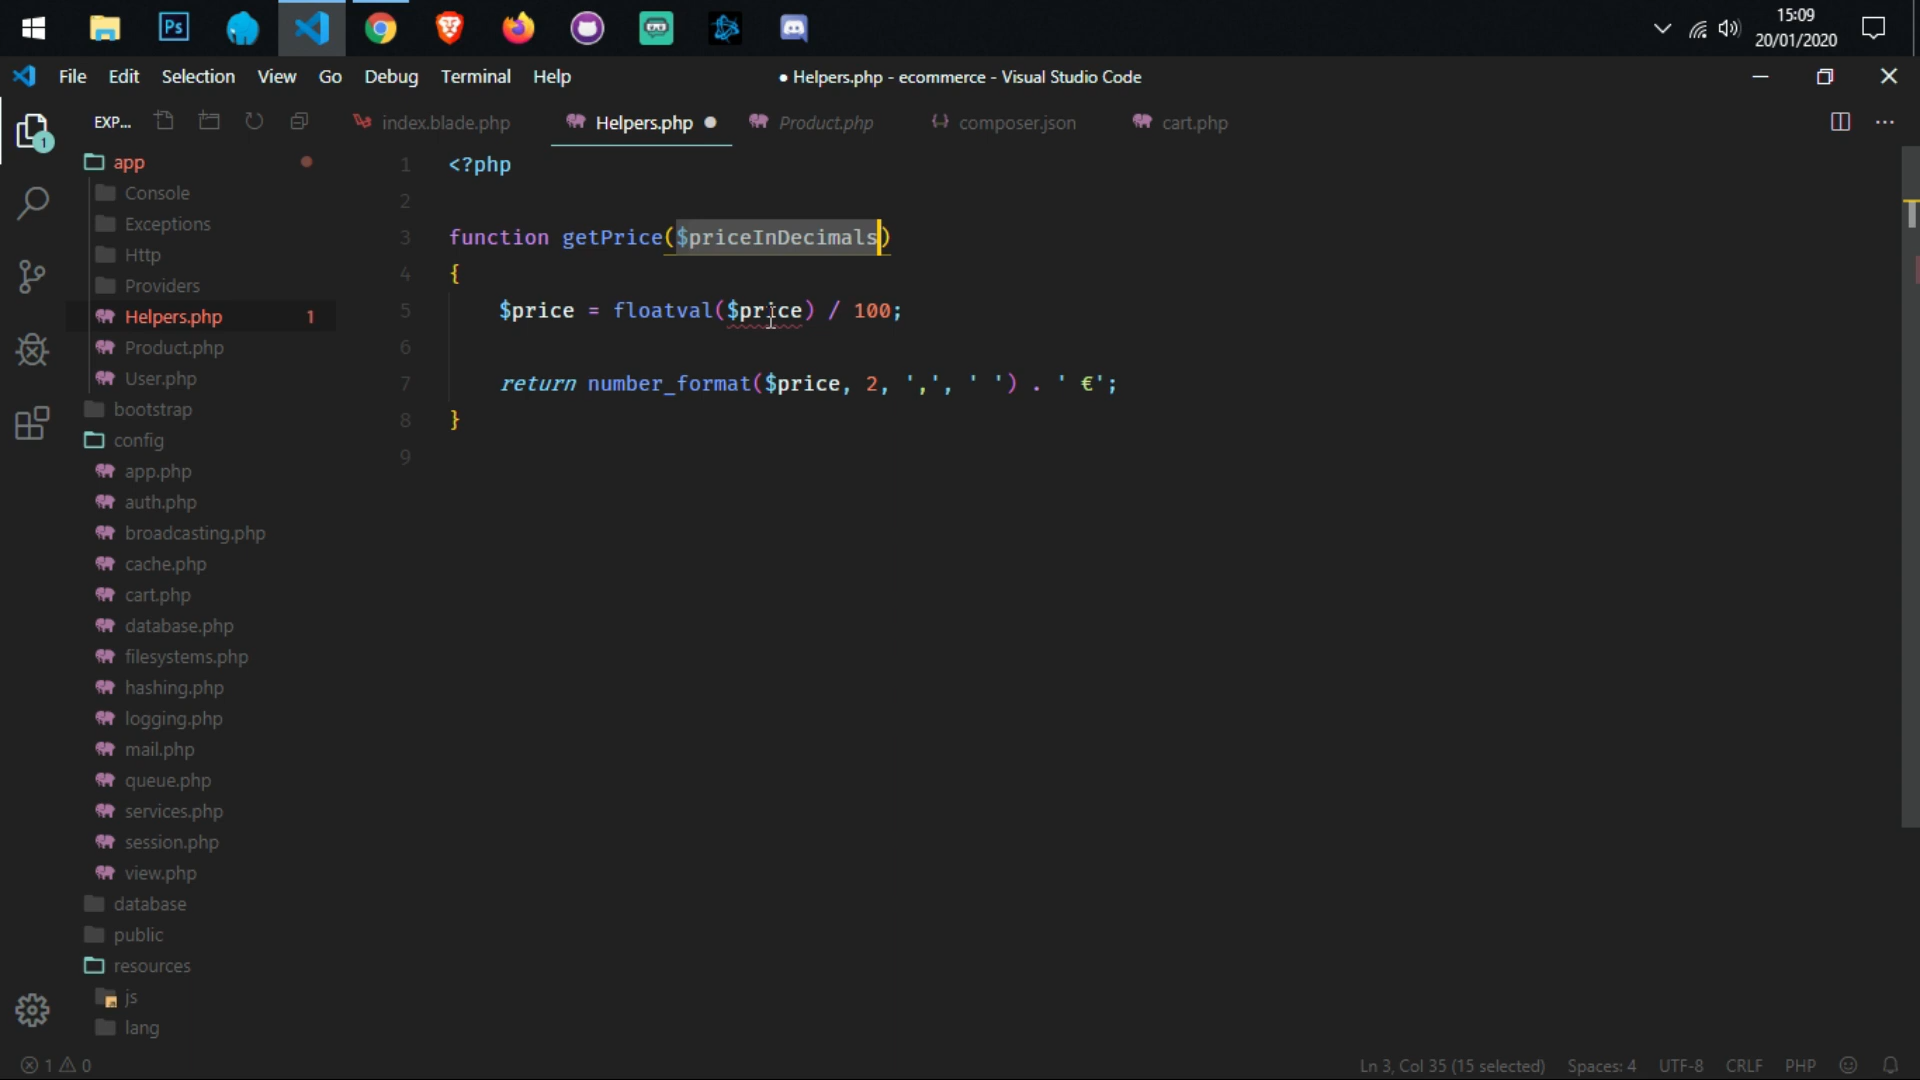 Ps
15:09
20/01/2020
File Edit Selection View Go Debug Terminal Help
● Helpers.php - ecommerce - Visual Studio Code
EXP...
index.blade.php
Helpers.php
Product.php
composer.json
cart.php
1
app
Console
Exceptions
Http
Providers
Helpers.php 1
Product.php
User.php
bootstrap
config
app.php
auth.php
broadcasting.php
cache.php
cart.php
database.php
filesystems.php
hashing.php
logging.php
mail.php
queue.php
services.php
session.php
view.php
database
public
resources
js
lang
1 <?php
2
3 function getPrice($priceInDecimals)
4 {
5 $price = floatval($price) / 100;
6
7 return number_format($price, 2, ',', ' ') . ' €';
8 }
9
1 0
Ln 3, Col 35 (15 selected) Spaces: 4 UTF-8 CRLF PHP